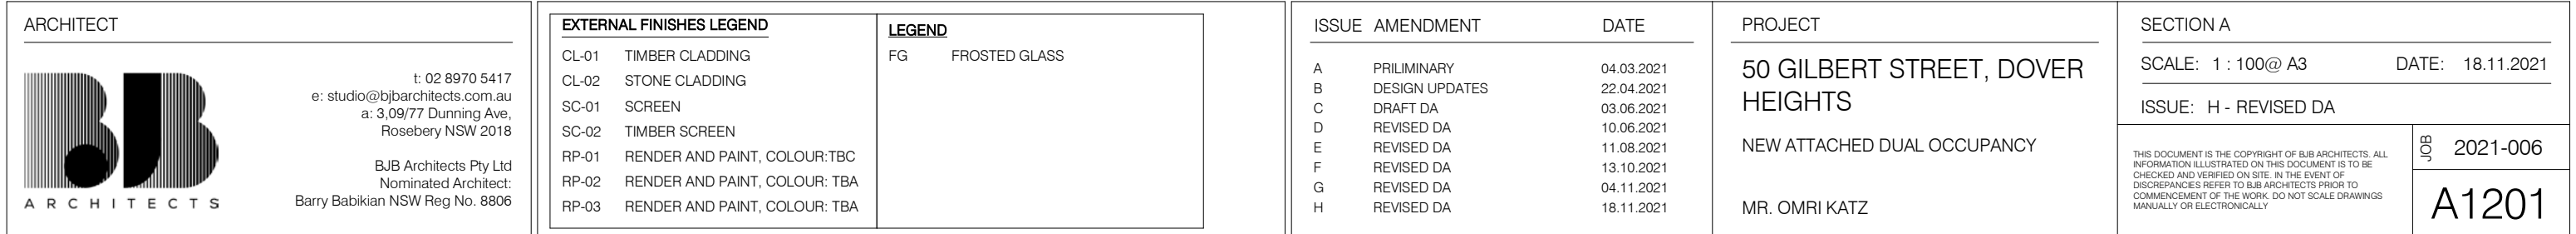 ARCHITECT
BJB
ARCHITECTS
t: 02 8970 5417
e: studio@bjbarchitects.com.au
a: 3,09/77 Dunning Ave,
Rosebery NSW 2018
BJB Architects Pty Ltd
Nominated Architect:
Barry Babikian NSW Reg No. 8806
EXTERNAL FINISHES LEGEND
CL-01 TIMBER CLADDING
CL-02 STONE CLADDING
SC-01 SCREEN
SC-02 TIMBER SCREEN
RP-01 RENDER AND PAINT, COLOUR:TBC
RP-02 RENDER AND PAINT, COLOUR: TBA
RP-03 RENDER AND PAINT, COLOUR: TBA
LEGEND
FG FROSTED GLASS
ISSUE AMENDMENT DATE
A PRILIMINARY 04.03.2021
B DESIGN UPDATES 22.04.2021
C DRAFT DA 03.06.2021
D REVISED DA 10.06.2021
E REVISED DA 11.08.2021
F REVISED DA 13.10.2021
G REVISED DA 04.11.2021
H REVISED DA 18.11.2021
PROJECT
50 GILBERT STREET, DOVER
HEIGHTS
NEW ATTACHED DUAL OCCUPANCY
MR. OMRI KATZ
SECTION A
SCALE: 1 : 100@ A3 DATE: 18.11.2021
ISSUE: H - REVISED DA
THIS DOCUMENT IS THE COPYRIGHT OF BJB ARCHITECTS. ALL
INFORMATION ILLUSTRATED ON THIS DOCUMENT IS TO BE
CHECKED AND VERIFIED ON SITE. IN THE EVENT OF
DISCREPANCIES REFER TO BJB ARCHITECTS PRIOR TO
COMMENCEMENT OF THE WORK. DO NOT SCALE DRAWINGS
MANUALLY OR ELECTRONICALLY
JOB 2021-006
A1201